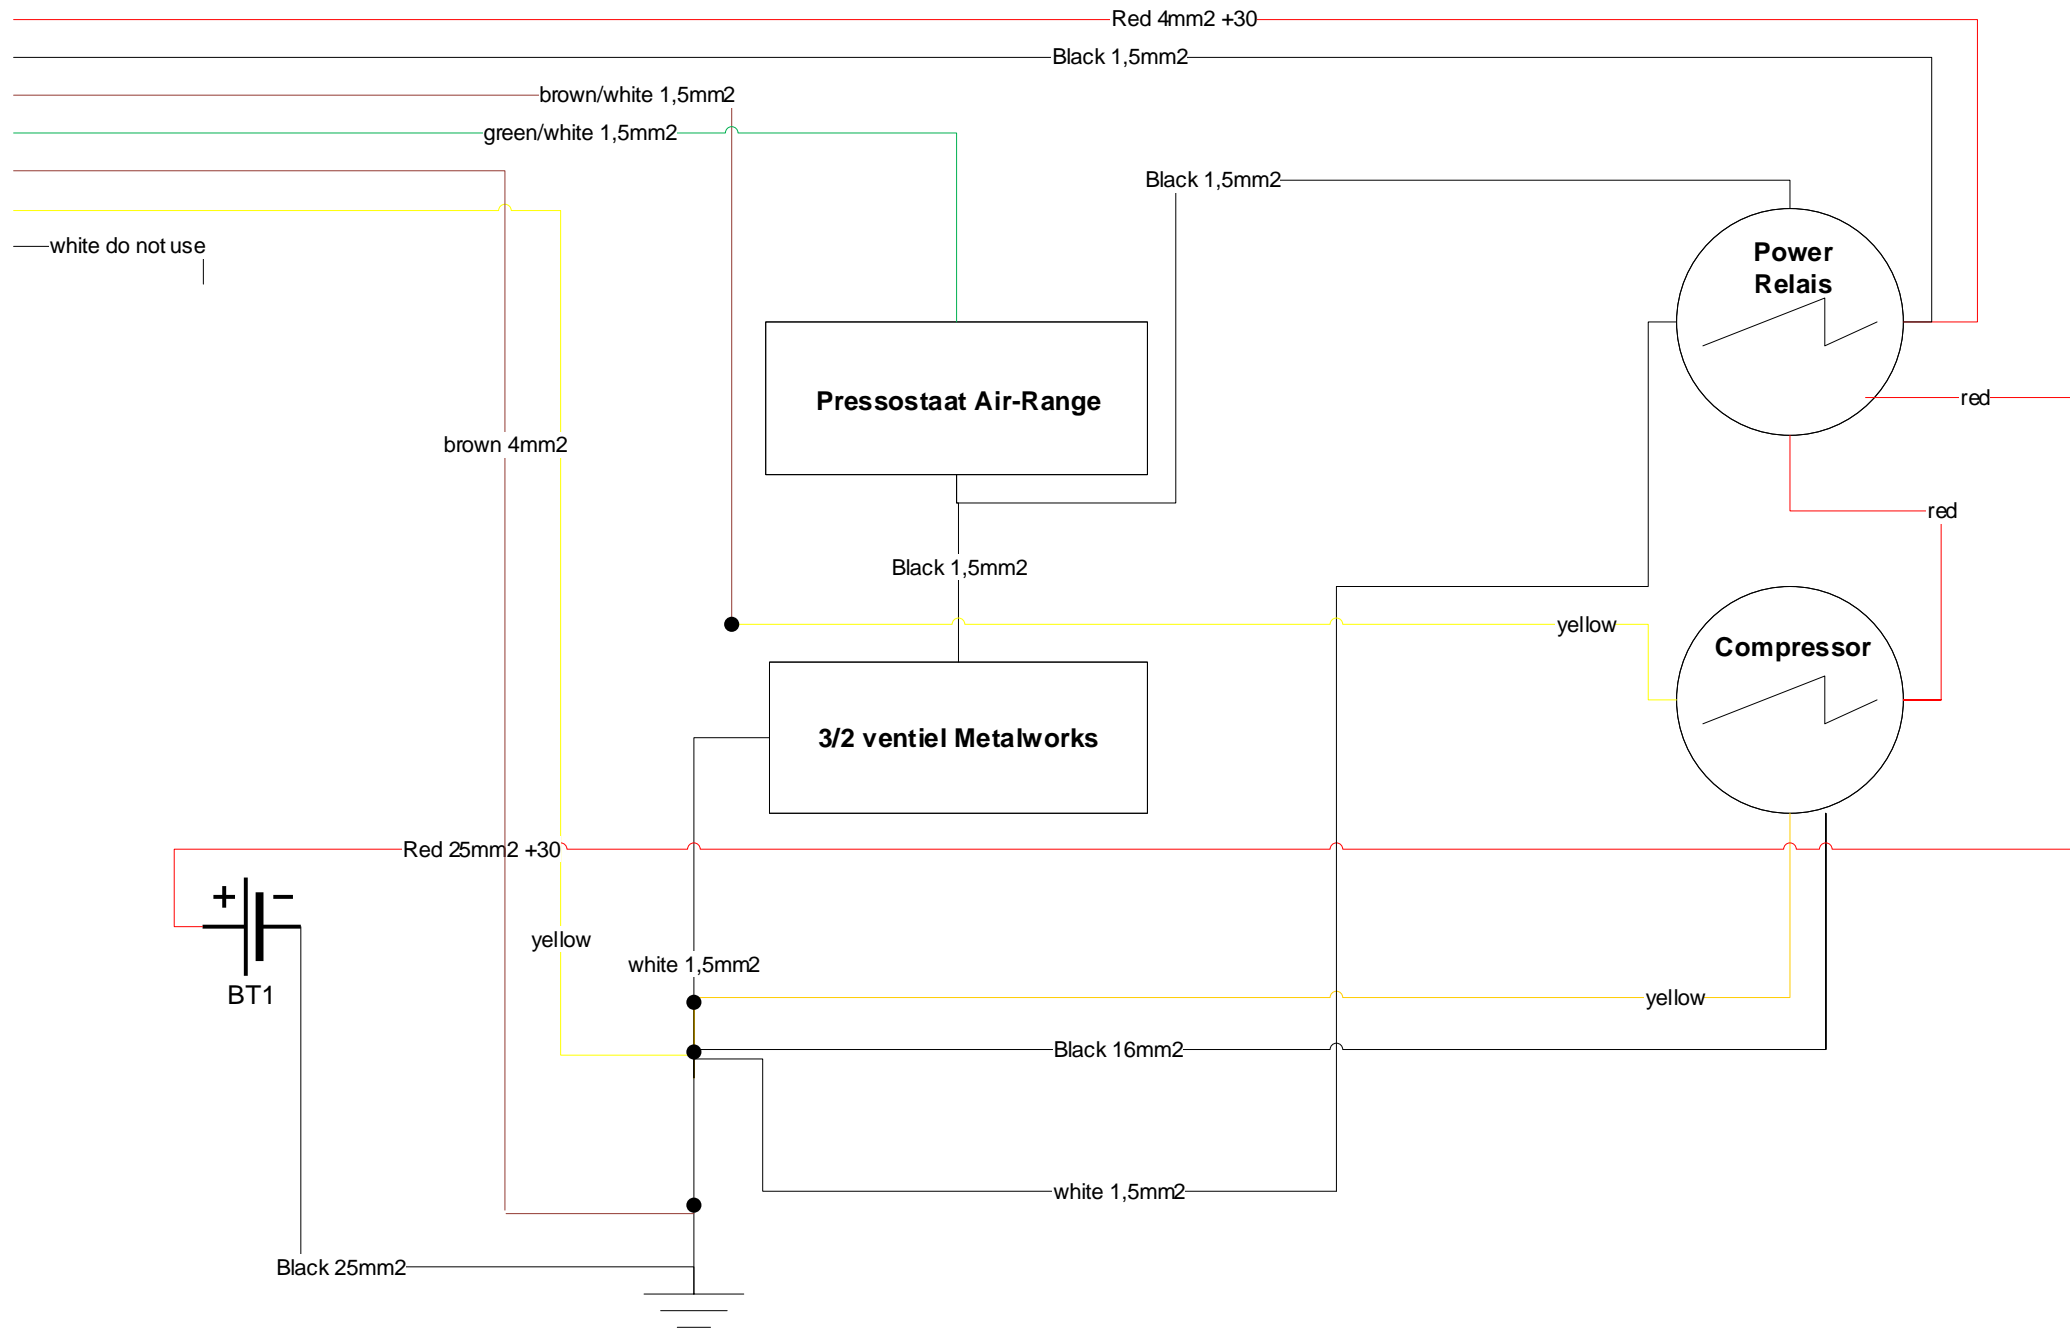 Red 4mm2 +30
Black 1,5mm2
brown/white 1,5mm2
green/white 1,5mm2
Black 1,5mm2
white do not use
Power
Relais
Pressostaat Air-Range
red
brown 4mm2
red
Black 1,5mm2
yellow
Compressor
3/2 ventiel Metalworks
Red 25mm2 +30
+ −
yellow
white 1,5mm2
BT1
yellow
Black 16mm2
white 1,5mm2
Black 25mm2